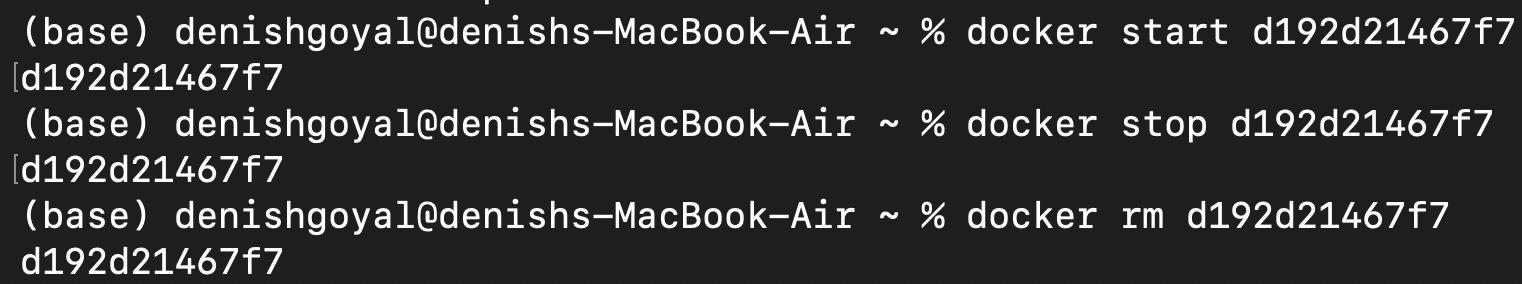 (base) denishgoyal@denishs-MacBook-Air ~ % docker start d192d21467f7
[d192d21467f7
(base) denishgoyal@denishs-MacBook-Air ~ % docker stop d192d21467f7
[d192d21467f7
(base) denishgoyal@denishs-MacBook-Air ~ % docker rm d192d21467f7
d192d21467f7